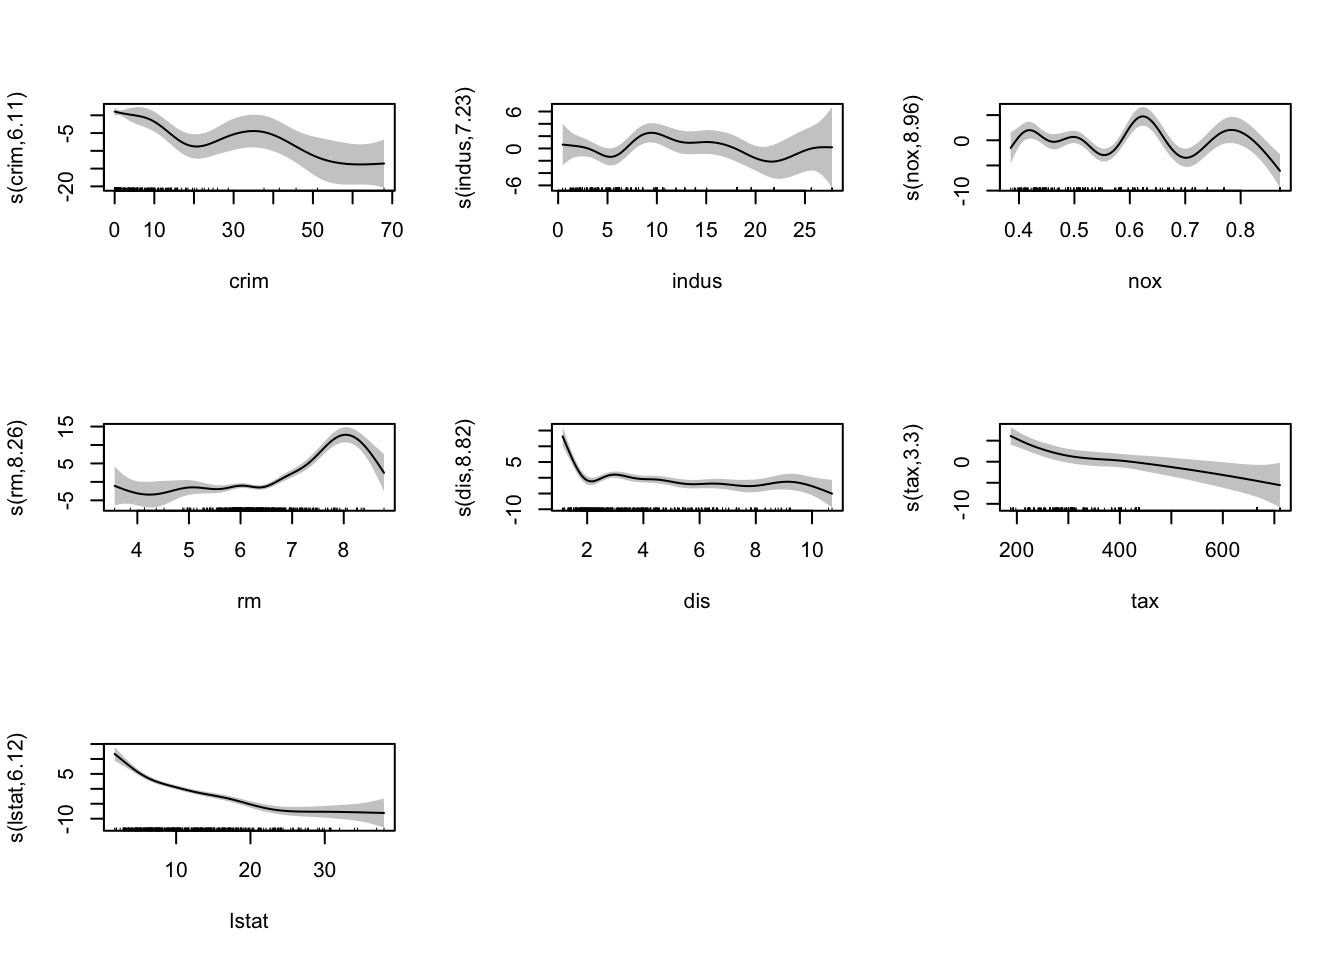 s(crim,6.11)
-5
-20
0 10 30 50 70
crim
s(indus,7.23)
6
0
-6
0 5 10 15 20 25
indus
s(nox,8.96)
0
-10
0.4 0.5 0.6 0.7 0.8
nox
s(rm,8.26)
15
5
-5
4 5 6 7 8
rm
s(dis,8.82)
5
-10
2 4 6 8 10
dis
s(tax,3.3)
0
-10
200 400 600
tax
s(lstat,6.12)
5
-10
10 20 30
lstat